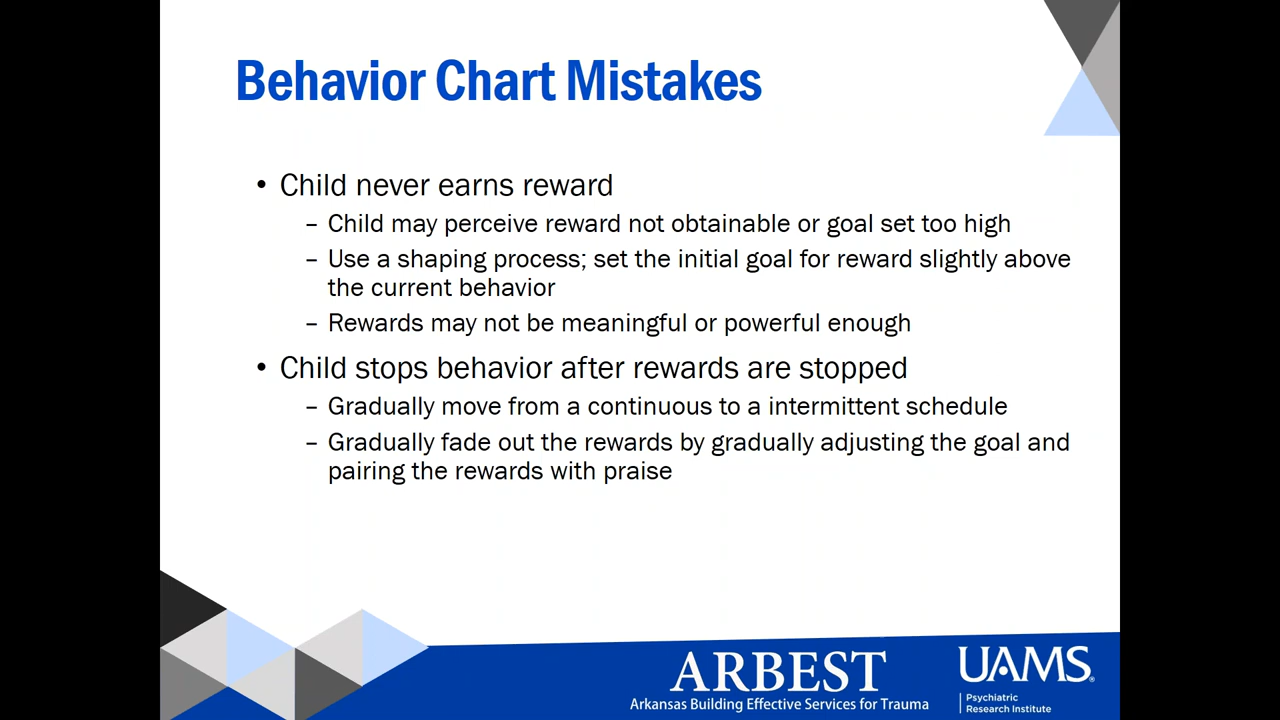 Behavior Chart Mistakes
• Child never earns reward
– Child may perceive reward not obtainable or goal set too high
– Use a shaping process; set the initial goal for reward slightly above
the current behavior
– Rewards may not be meaningful or powerful enough
• Child stops behavior after rewards are stopped
– Gradually move from a continuous to a intermittent schedule
– Gradually fade out the rewards by gradually adjusting the goal and
pairing the rewards with praise
ARBEST
Arkansas Building Effective Services for Trauma
UAMS®
Psychiatric
Research Institute